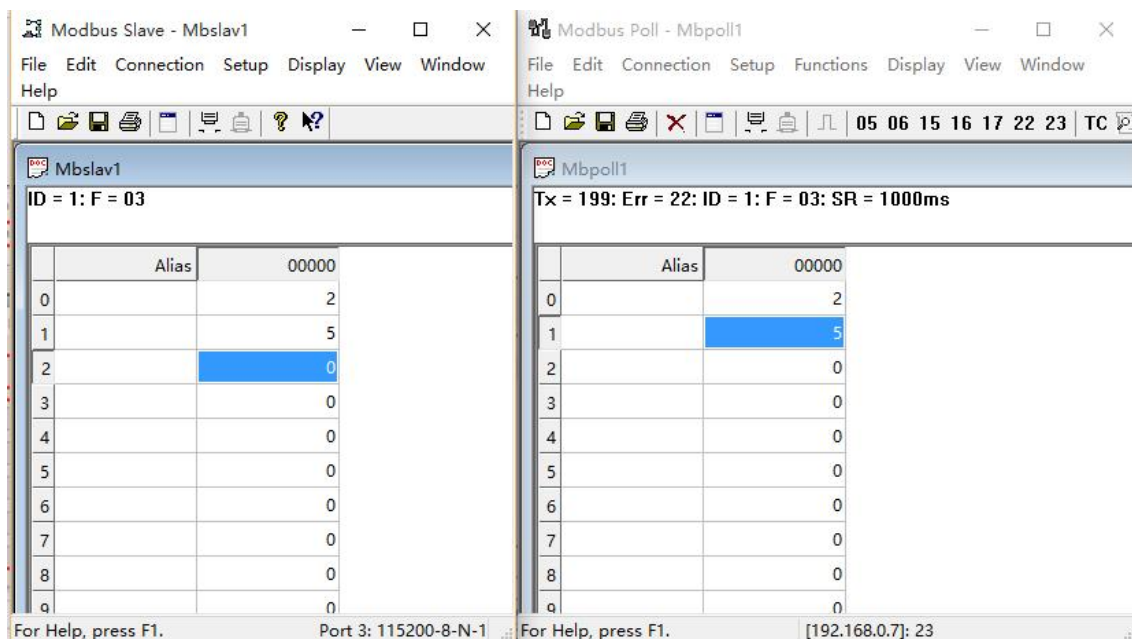 Modbus Slave - Mbslav1
File Edit Connection Setup Display View Window
Help
Mbslav1
ID = 1: F = 03
Alias 00000
0 2
1 5
2 0
3 0
4 0
5 0
6 0
7 0
8 0
9 0
For Help, press F1. Port 3: 115200-8-N-1
Modbus Poll - Mbpoll1
File Edit Connection Setup Functions Display View Window
Help
05 06 15 16 17 22 23 TC
Mbpoll1
Tx = 199: Err = 22: ID = 1: F = 03: SR = 1000ms
Alias 00000
0 2
1 5
2 0
3 0
4 0
5 0
6 0
7 0
8 0
9 0
For Help, press F1. [192.168.0.7]: 23